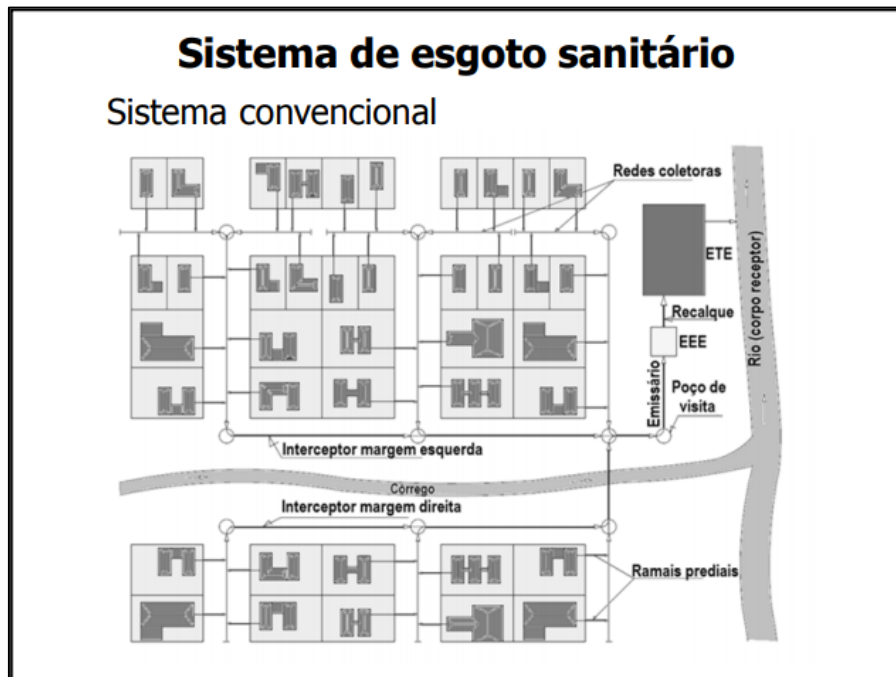 Sistema de esgoto sanitário
Sistema convencional
Redes coletoras
ETE
Rio (corpo receptor)
Recalque
EEE
Emissário
Poço de
visita
Interceptor margem esquerda
Córrego
Interceptor margem direita
Ramais prediais